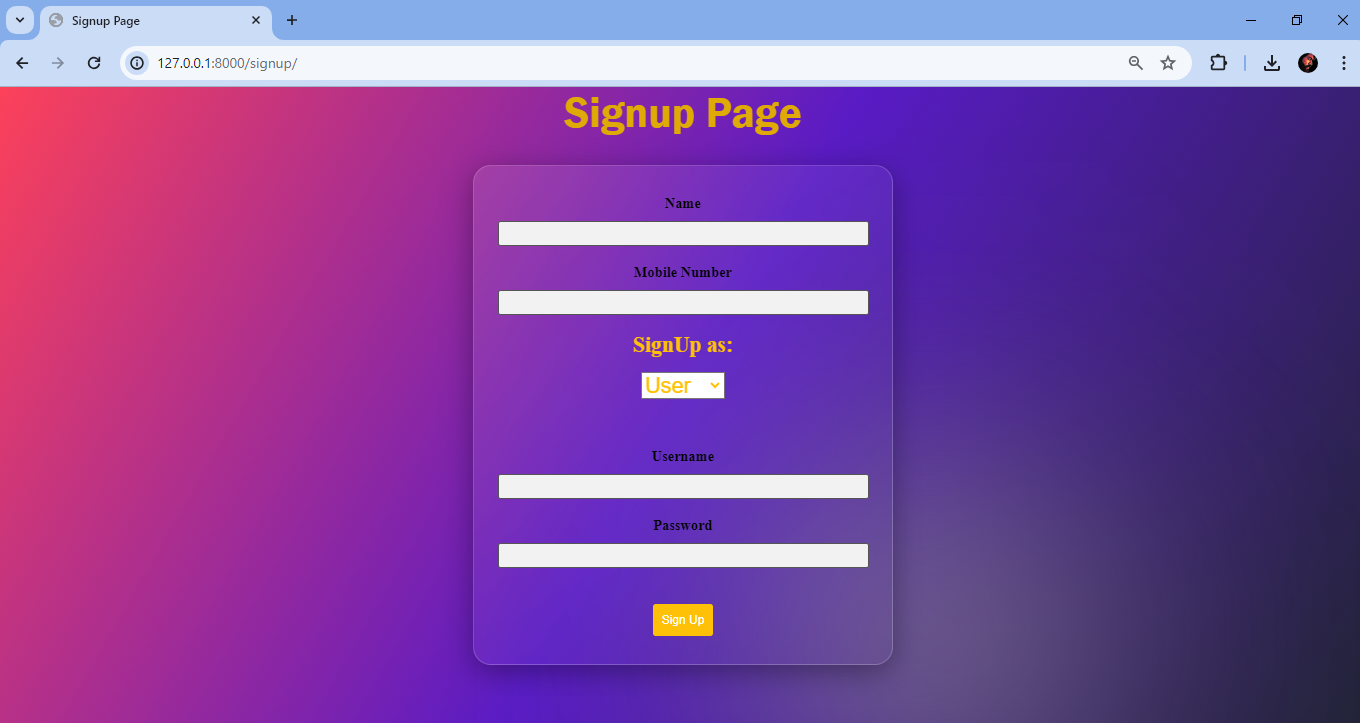 Signup Page
127.0.0.1:8000/signup/
Signup Page
Name
Mobile Number
SignUp as:
User
Username
Password
Sign Up